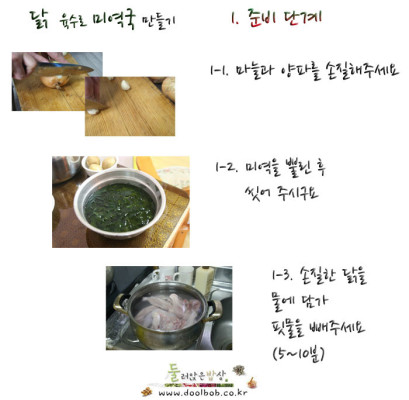 닭 육수로 미역국 만들기
1. 준비 단계
1-1. 마늘과 양파를 손질해주세요
1-2. 미역을 뿔린 후
씻어 주시구요
1-3. 손질한 닭을
물에 담가
핏물을 빼주세요
(5~10분)
둘러앉은밥상
www.doolbob.co.kr